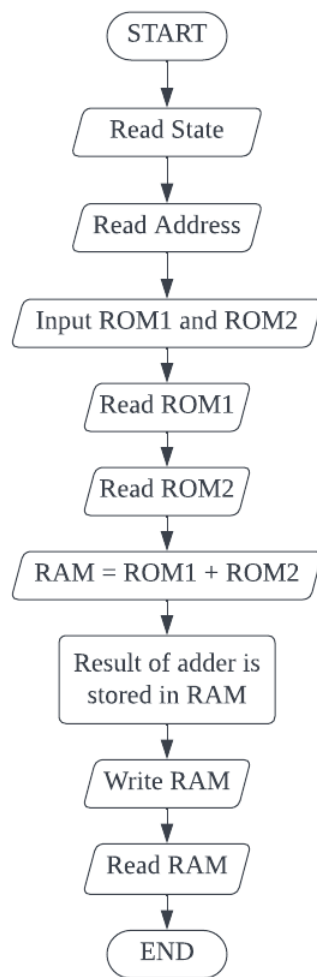 START
Read State
Read Address
Input ROM1 and ROM2
Read ROM1
Read ROM2
RAM = ROM1 + ROM2
Result of adder is
stored in RAM
Write RAM
Read RAM
END